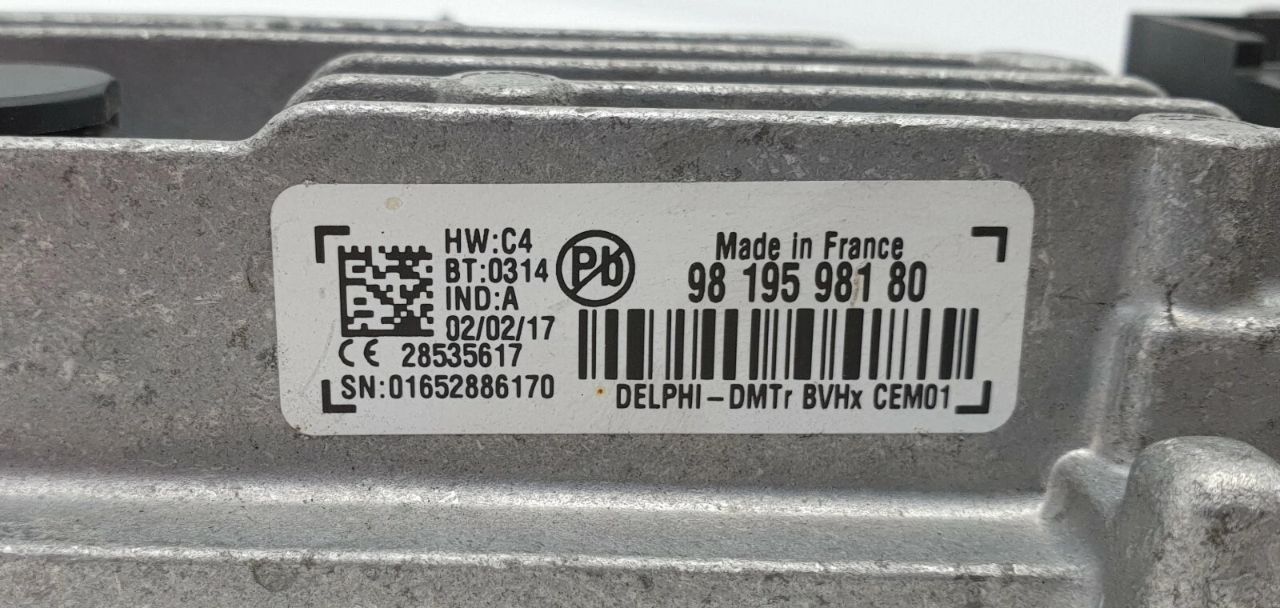 HW:C4
BT:0314
IND:A
02/02/17
CE 28535617
SN:01652886170
Pb
Made in France
98 195 981 80
DELPHI-DMTr BVHx CEM01